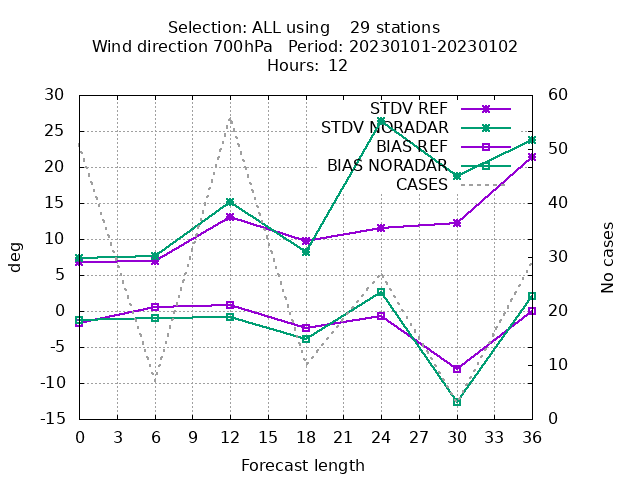 Selection: ALL using 29 stations
Wind direction 700hPa Period: 20230101-20230102
Hours: 12
30 25 20 15 10 5 0 -5 -10 -15
deg
STDV REF
STDV NORADAR
BIAS REF
BIAS NORADAR
CASES
60 50 40 30 20 10 0
No cases
0 3 6 9 12 15 18 21 24 27 30 33 36
Forecast length